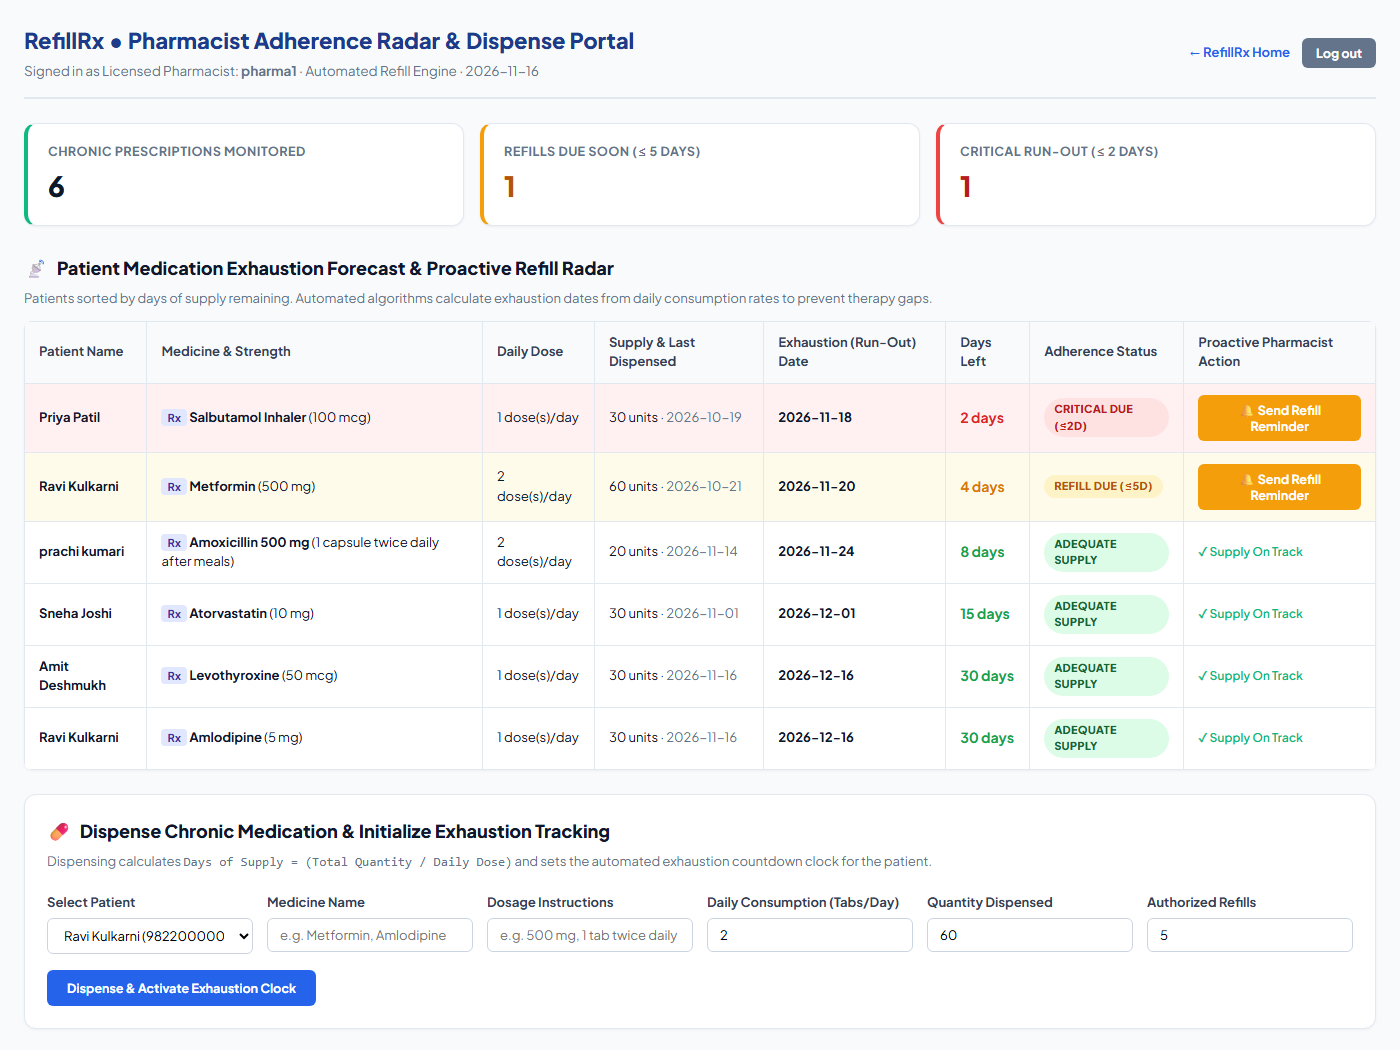 RefillRx ● Pharmacist Adherence Radar & Dispense Portal
Signed in as Licensed Pharmacist: pharma1 · Automated Refill Engine · 2026-11-16
← RefillRx Home
Log out
CHRONIC PRESCRIPTIONS MONITORED
6
REFILLS DUE SOON (≤ 5 DAYS)
1
CRITICAL RUN-OUT (≤ 2 DAYS)
1
Patient Medication Exhaustion Forecast & Proactive Refill Radar
Patients sorted by days of supply remaining. Automated algorithms calculate exhaustion dates from daily consumption rates to prevent therapy gaps.
Patient Name
Medicine & Strength
Daily Dose
Supply & Last
Dispensed
Exhaustion (Run-Out)
Date
Days
Left
Adherence Status
Proactive Pharmacist
Action
Priya Patil
Rx Salbutamol Inhaler (100 mcg)
1 dose(s)/day
30 units · 2026-10-19
2026-11-18
2 days
CRITICAL DUE
(≤2D)
Send Refill
Reminder
Ravi Kulkarni
Rx Metformin (500 mg)
2
dose(s)/day
60 units · 2026-10-21
2026-11-20
4 days
REFILL DUE (≤5D)
Send Refill
Reminder
prachi kumari
Rx Amoxicillin 500 mg (1 capsule twice daily
after meals)
2
dose(s)/day
20 units · 2026-11-14
2026-11-24
8 days
ADEQUATE
SUPPLY
✓ Supply On Track
Sneha Joshi
Rx Atorvastatin (10 mg)
1 dose(s)/day
30 units · 2026-11-01
2026-12-01
15 days
ADEQUATE
SUPPLY
✓ Supply On Track
Amit
Deshmukh
Rx Levothyroxine (50 mcg)
1 dose(s)/day
30 units · 2026-11-16
2026-12-16
30 days
ADEQUATE
SUPPLY
✓ Supply On Track
Ravi Kulkarni
Rx Amlodipine (5 mg)
1 dose(s)/day
30 units · 2026-11-16
2026-12-16
30 days
ADEQUATE
SUPPLY
✓ Supply On Track
Dispense Chronic Medication & Initialize Exhaustion Tracking
Dispensing calculates Days of Supply = (Total Quantity / Daily Dose) and sets the automated exhaustion countdown clock for the patient.
Select Patient
Medicine Name
Dosage Instructions
Daily Consumption (Tabs/Day)
Quantity Dispensed
Authorized Refills
Ravi Kulkarni (982200000
e.g. Metformin, Amlodipine
e.g. 500 mg, 1 tab twice daily
2
60
5
Dispense & Activate Exhaustion Clock